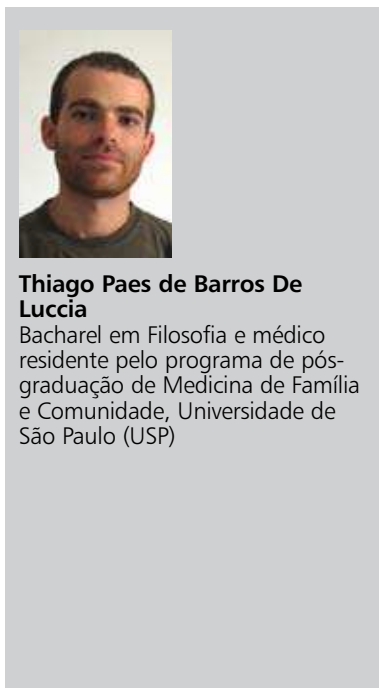 Thiago Paes de Barros De
Luccia
Bacharel em Filosofia e médico
residente pelo programa de pós-
graduação de Medicina de Família
e Comunidade, Universidade de
São Paulo (USP)